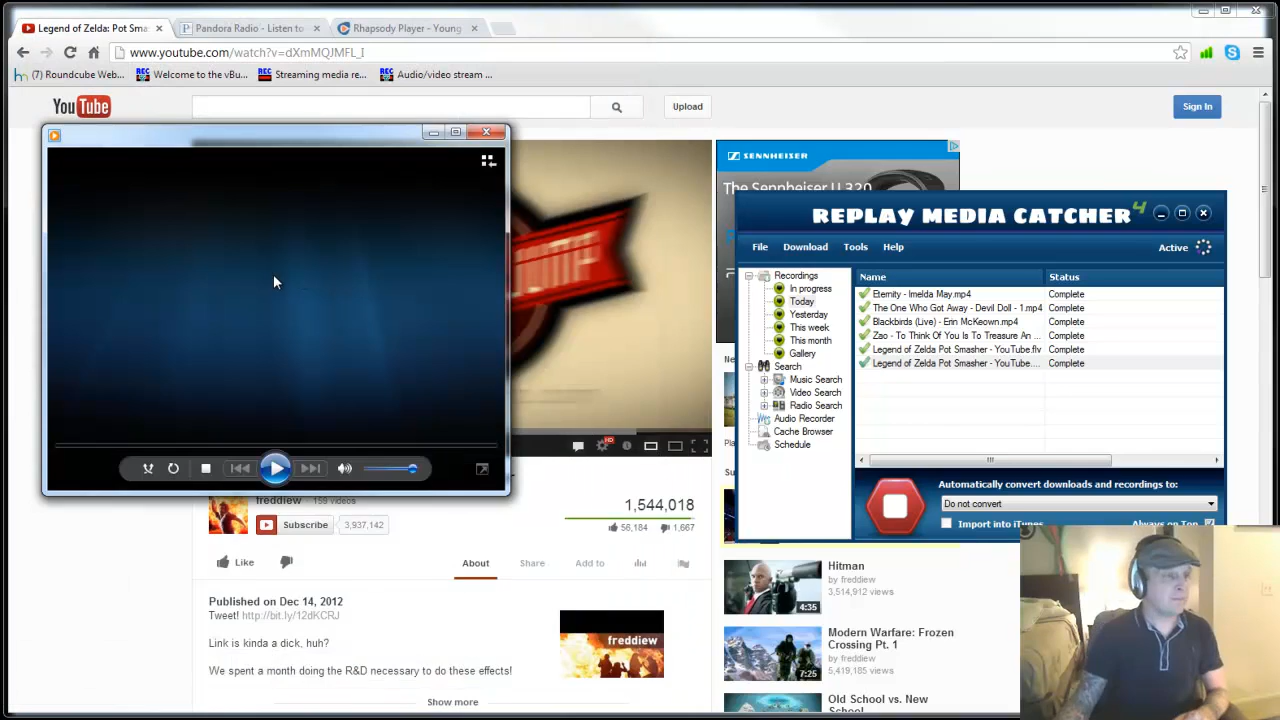 Legend of Zelda: Pot Sma
Pandora Radio - Listen to
Rhapsody Player - Young
www.youtube.com/watch?v=dXmMQJMFL_I
(7) Roundcube Web...
REC Welcome to the vBu...
REC Streaming media re...
REC Audio/video stream ...
YouTube
Upload
Sign In
SENNHEISER
The Sennheiser U 320
REPLAY MEDIA CATCHER 4
File Download Tools Help
Active
Recordings
In progress
Today
Yesterday
This week
This month
Gallery
Search
Music Search
Video Search
Radio Search
Audio Recorder
Cache Browser
Schedule
Name Status
Eternity - Imelda May.mp4 Complete
The One Who Got Away - Devil Doll - 1.mp4 Complete
Blackbirds (Live) - Erin McKeown.mp4 Complete
Zao - To Think Of You Is To Treasure An ... Complete
Legend of Zelda Pot Smasher - YouTube.flv Complete
Legend of Zelda Pot Smasher - YouTube.... Complete
Automatically convert downloads and recordings to:
Do not convert
Import into iTunes
Always on Top
HD
freddiew · 159 videos
Subscribe 3,937,142
1,544,018
56,184 1,667
Like
About Share Add to
Published on Dec 14, 2012
Tweet! http://bit.ly/12dKCRJ
Link is kinda a dick, huh?
We spent a month doing the R&D necessary to do these effects!
freddiew
Show more
Hitman
by freddiew
3,514,912 views
4:35
Modern Warfare: Frozen
Crossing Pt. 1
by freddiew
5,419,185 views
7:25
Old School vs. New
School